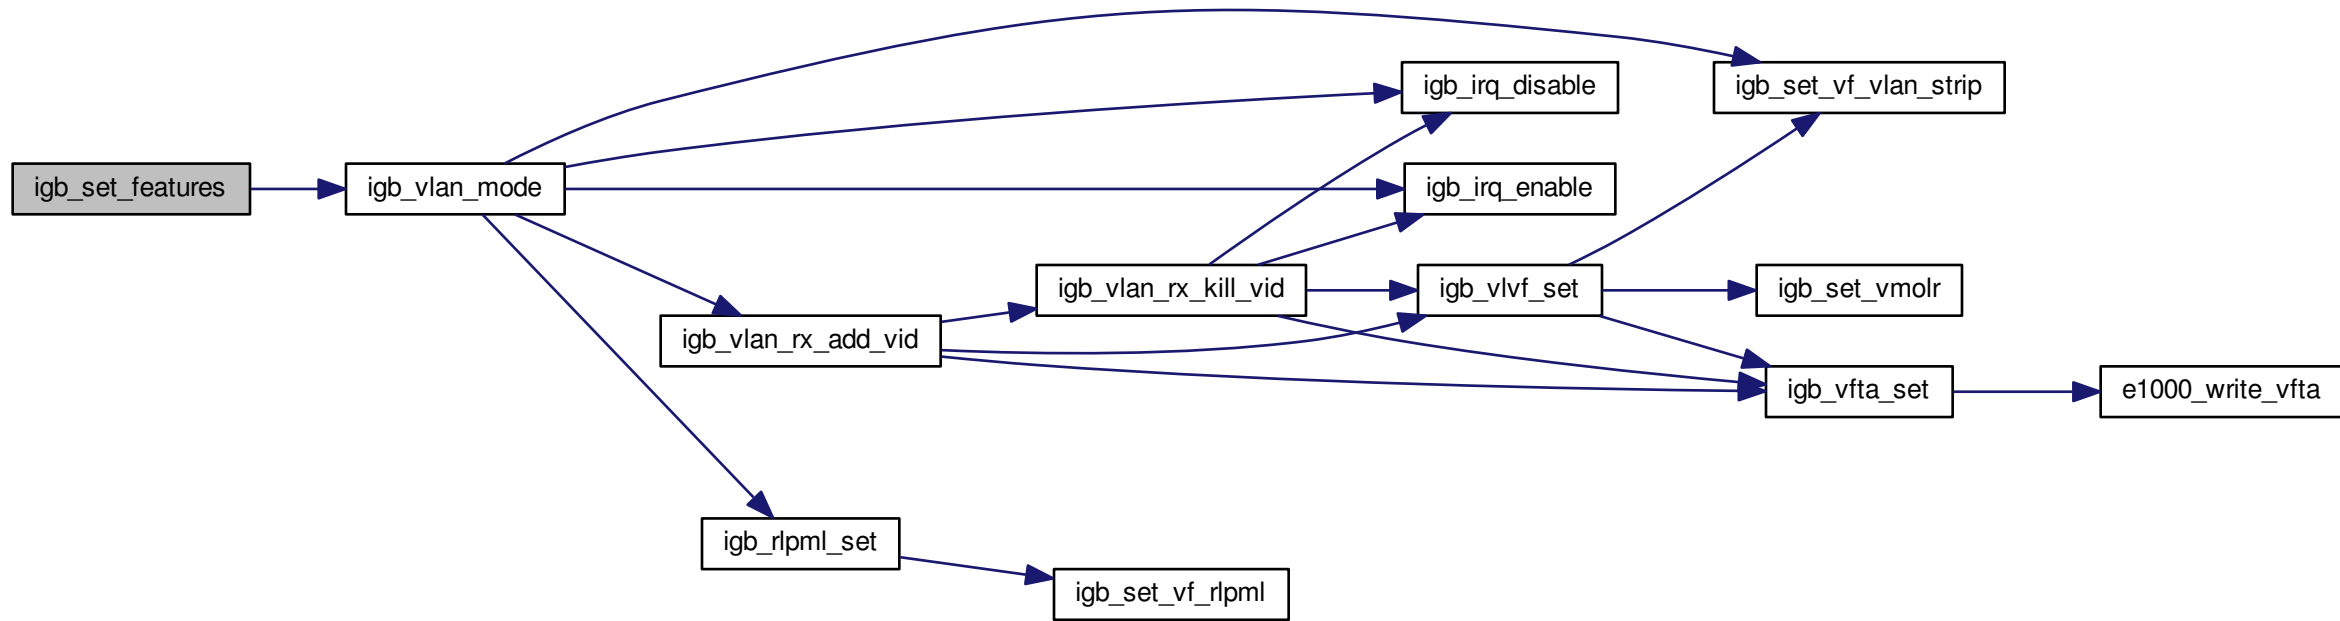 igb_set_features
igb_vlan_mode
igb_irq_disable
igb_set_vf_vlan_strip
igb_irq_enable
igb_vlan_rx_kill_vid
igb_vlvf_set
igb_set_vmolr
igb_vlan_rx_add_vid
igb_vfta_set
e1000_write_vfta
igb_rlpml_set
igb_set_vf_rlpml